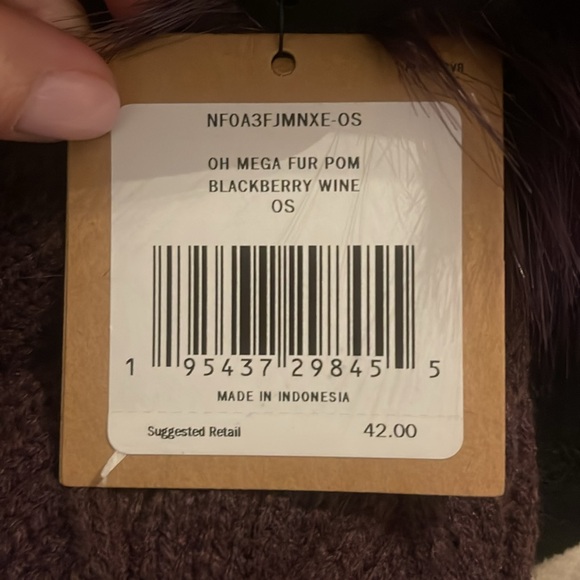 NF0A3FJMNXE-OS
OH MEGA FUR POM
BLACKBERRY WINE
OS
1 95437 29845 5
MADE IN INDONESIA
Suggested Retail 42.00